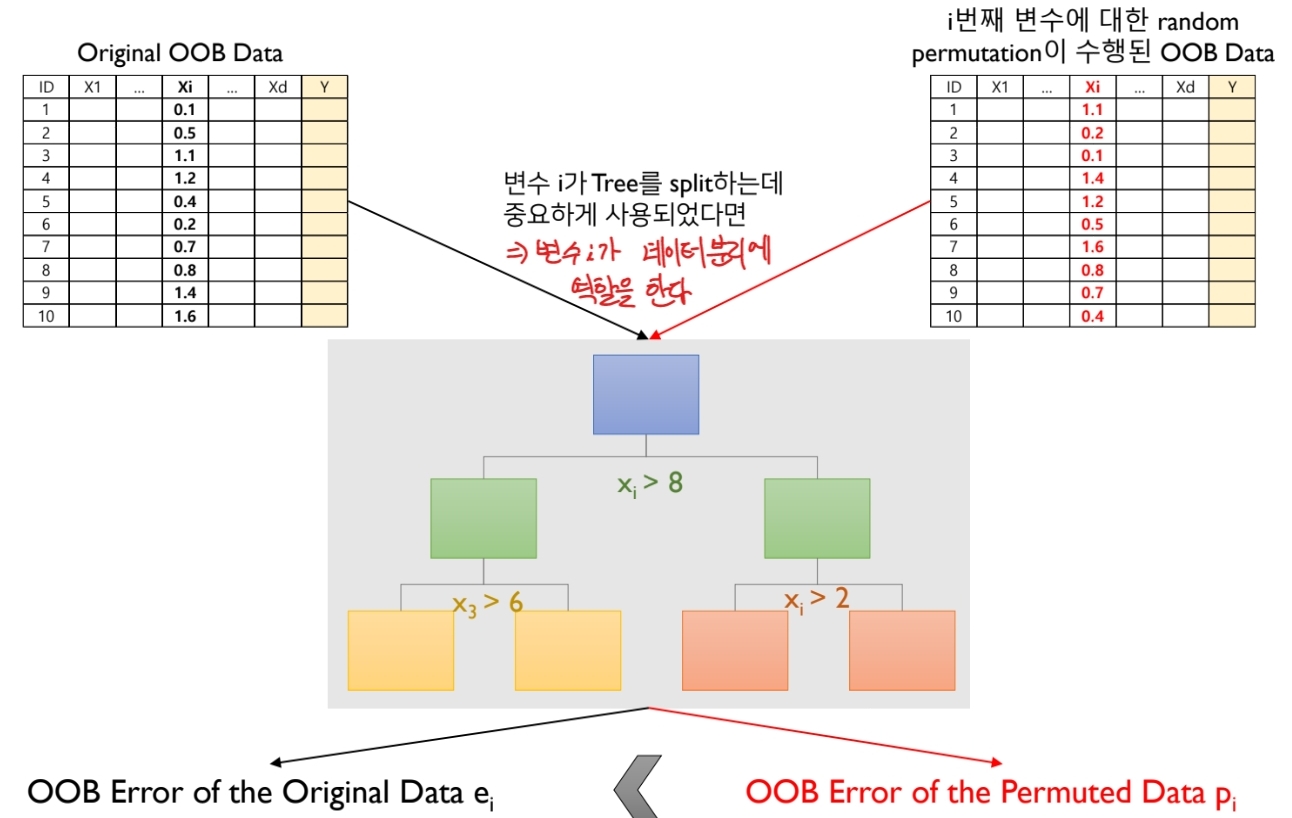 Original OOB Data
i번째 변수에 대한 random
permutation이 수행된 OOB Data
ID X1 ... Xi ... Xd Y
1 0.1
2 0.5
3 1.1
4 1.2
5 0.4
6 0.2
7 0.7
8 0.8
9 1.4
10 1.6
ID X1 ... Xi ... Xd Y
1 1.1
2 0.2
3 0.1
4 1.4
5 1.2
6 0.5
7 1.6
8 0.8
9 0.7
10 0.4
변수 i가 Tree를 split하는데
중요하게 사용되었다면
⇒ 변수 i가 데이터분리에
역할을 한다
xᵢ > 8
x₃ > 6
xᵢ > 2
OOB Error of the Original Data eᵢ
OOB Error of the Permuted Data pᵢ